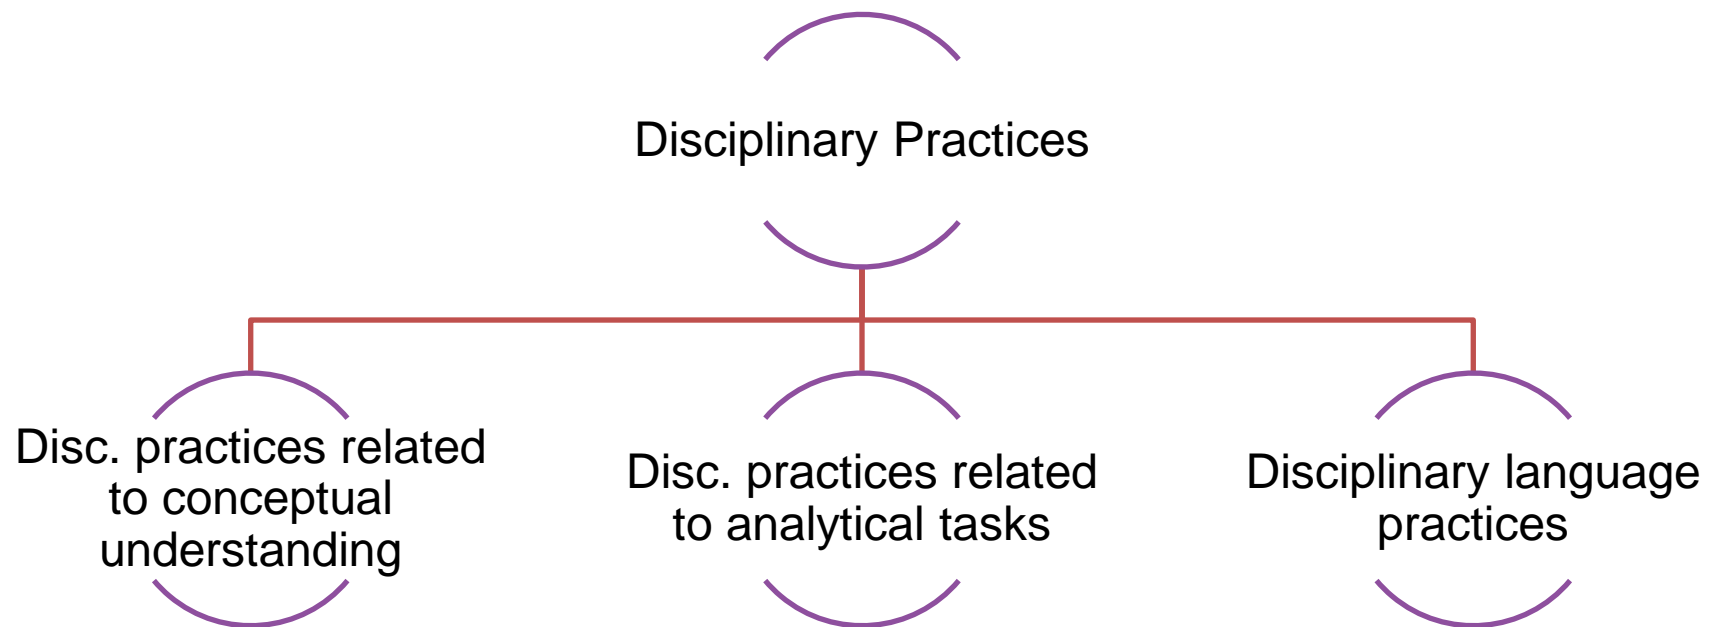 Disciplinary Practices
Disc. practices related
to conceptual
understanding
Disc. practices related
to analytical tasks
Disciplinary language
practices